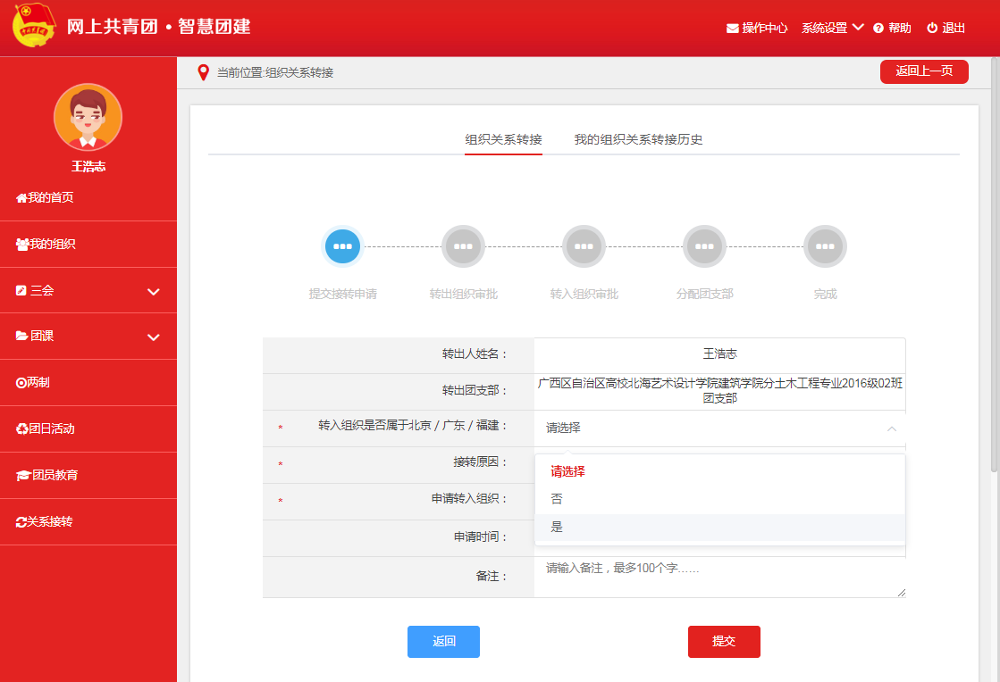 网上共青团·智慧团建
操作中心 系统设置 帮助 退出
当前位置:组织关系转接
返回上一页
王浩志
我的首页
我的组织
三会
团课
两制
团日活动
团员教育
关系接转
组织关系转接 我的组织关系转接历史
提交接转申请 转出组织审批 转入组织审批 分配团支部 完成
转出人姓名： 王浩志
转出团支部： 广西区自治区高校北海艺术设计学院建筑学院分土木工程专业2016级02班
团支部
* 转入组织是否属于北京/广东/福建： 请选择
* 接转原因：
请选择
* 申请转入组织：
否
申请时间：
是
备注： 请输入备注，最多100个字……
返回 提交